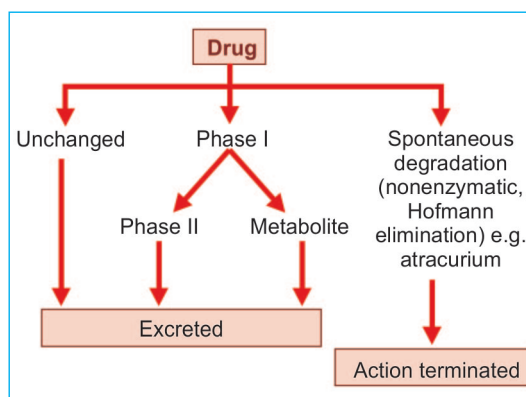 Drug
Unchanged
Phase I
Spontaneous
degradation
(nonenzymatic,
Hofmann
elimination) e.g.
atracurium
Phase II
Metabolite
Excreted
Action terminated